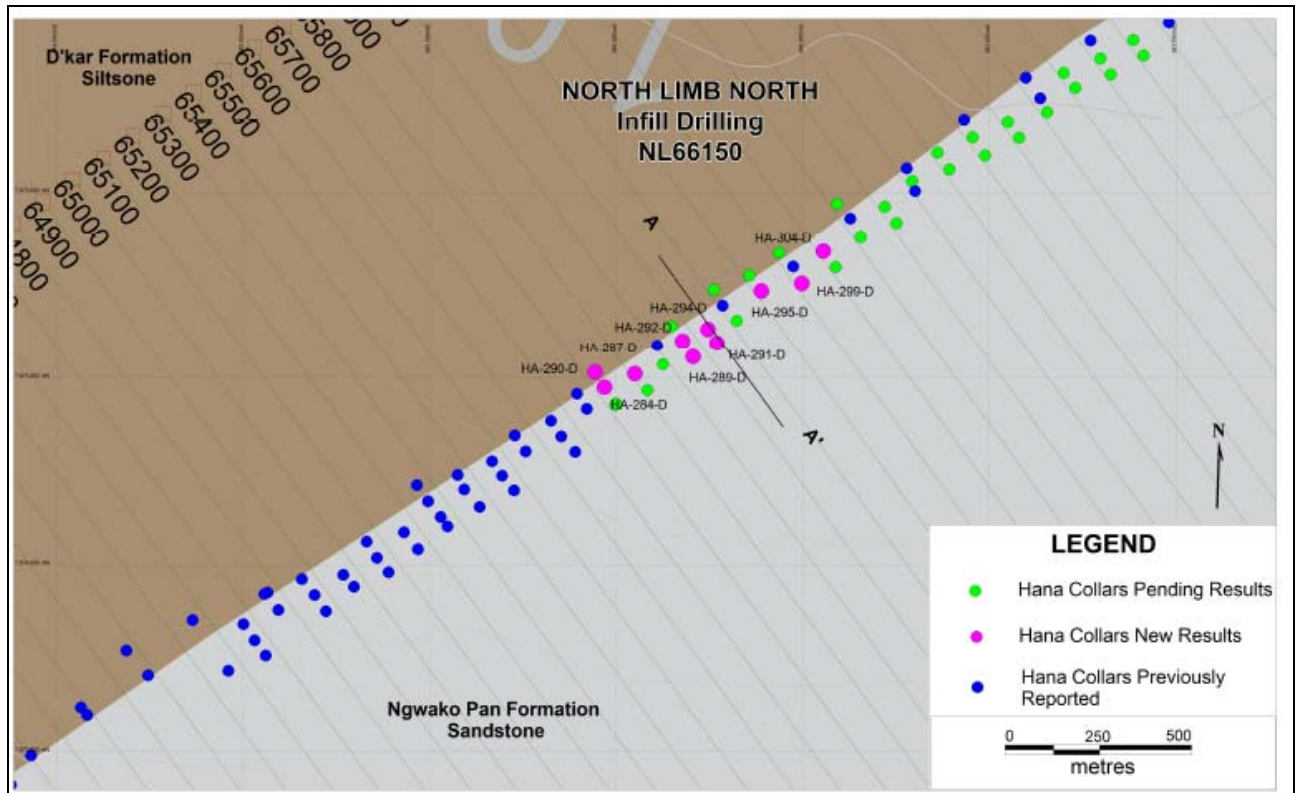 D'kar Formation
Siltsone
NORTH LIMB NORTH
Infill Drilling
NL66150
65800
65700
65600
65500
65400
65300
65200
65100
65000
64900
A
HA-304-D
HA-299-D
HA-294-D
HA-295-D
HA-292-D
HA-287-D
HA-291-D
HA-290-D
HA-289-D
HA-284-D
A'
N
Ngwako Pan Formation
Sandstone
LEGEND
Hana Collars Pending Results
Hana Collars New Results
Hana Collars Previously
Reported
0 250 500
metres